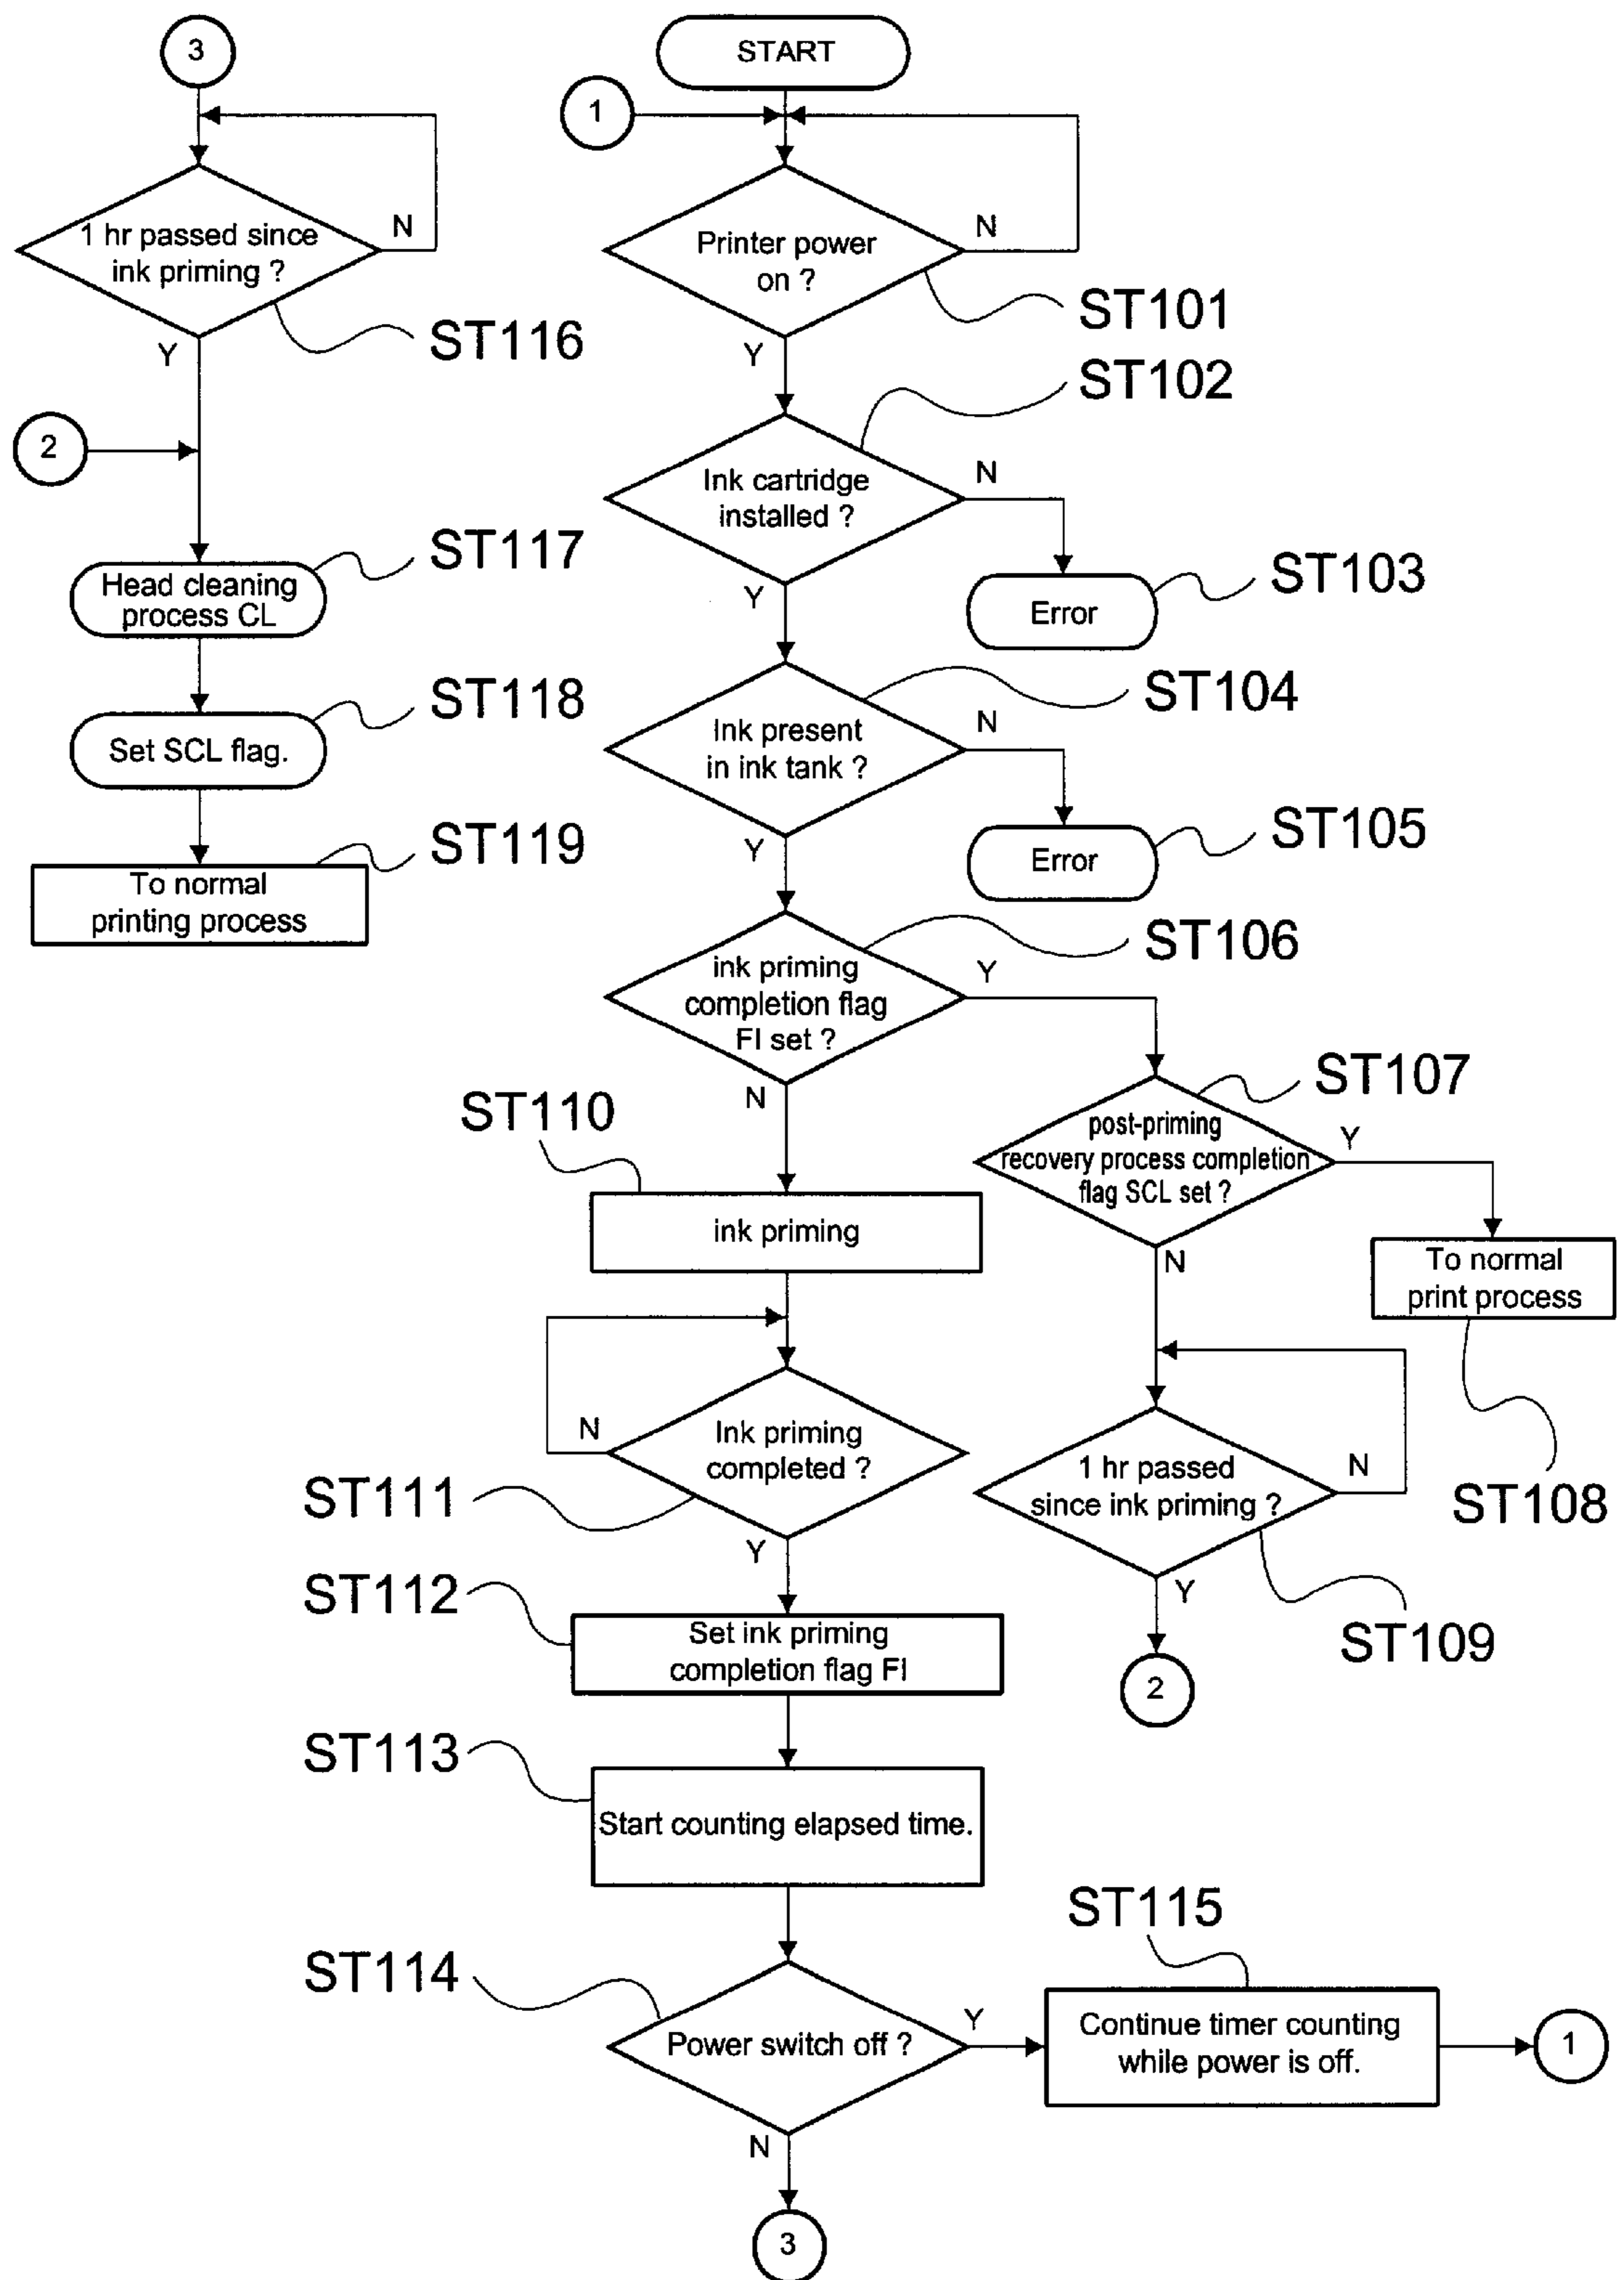 3
1 hr passed since
ink priming ?
N
Y
ST116
2
Head cleaning
process CL
ST117
Set SCL flag.
ST118
To normal
printing process
ST119
START
1
Printer power
on ?
N
Y
ST101
Ink cartridge
installed ?
N
Y
ST102
Error
ST103
Ink present
in ink tank ?
N
Y
ST104
Error
ST105
ink priming
completion flag
FI set ?
Y
N
ST106
post-priming
recovery process completion
flag SCL set ?
Y
N
ST107
To normal
print process
ST108
1 hr passed
since ink priming ?
N
Y
ST109
2
ST110
ink priming
Ink priming
completed ?
N
Y
ST111
ST112
Set ink priming
completion flag FI
ST113
Start counting elapsed time.
ST114
Power switch off ?
Y
N
ST115
Continue timer counting
while power is off.
1
3